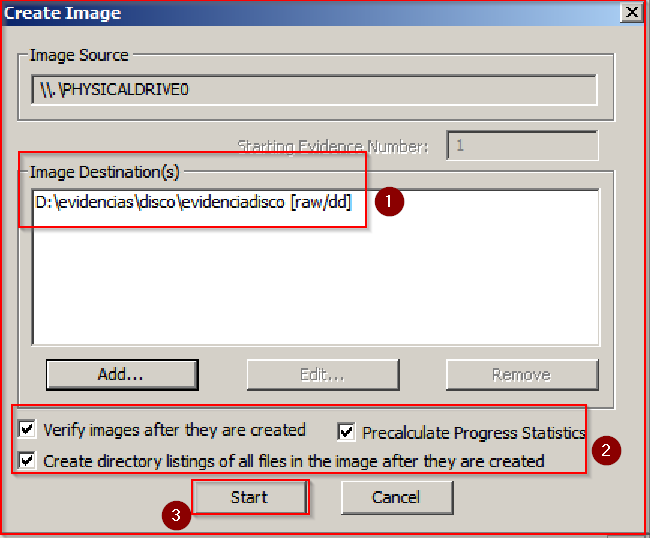 Create Image
Image Source
\\.\PHYSICALDRIVE0
Starting Evidence Number: 1
Image Destination(s)
D:\evidencias\disco\evidenciadisco [raw/dd]
1
Add... Edit... Remove
Verify images after they are created Precalculate Progress Statistics
2
Create directory listings of all files in the image after they are created
Start Cancel
3